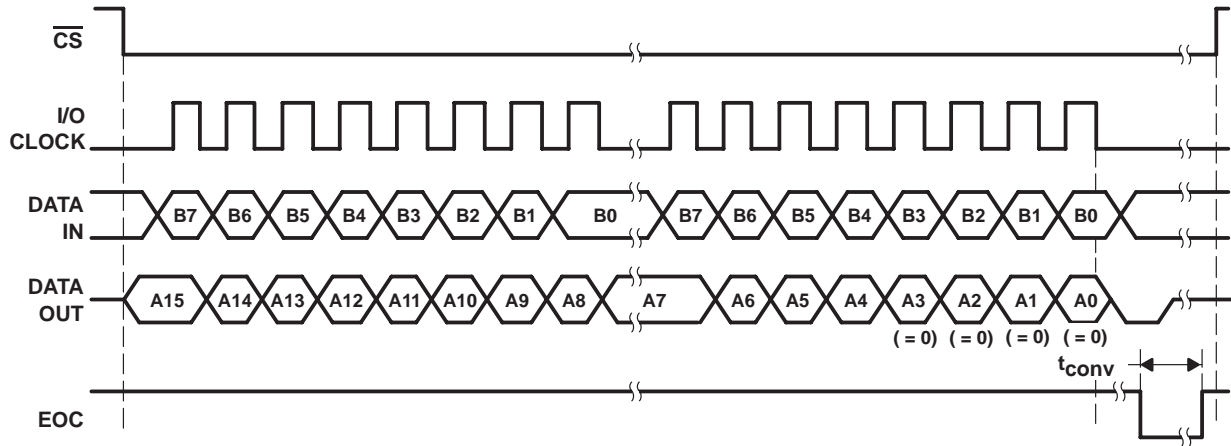 CS
I/O
CLOCK
DATA
IN
B7 B6 B5 B4 B3 B2 B1 B0 B7 B6 B5 B4 B3 B2 B1 B0
DATA
OUT
A15 A14 A13 A12 A11 A10 A9 A8 A7 A6 A5 A4 A3 A2 A1 A0
( = 0) ( = 0) ( = 0) ( = 0)
tconv
EOC